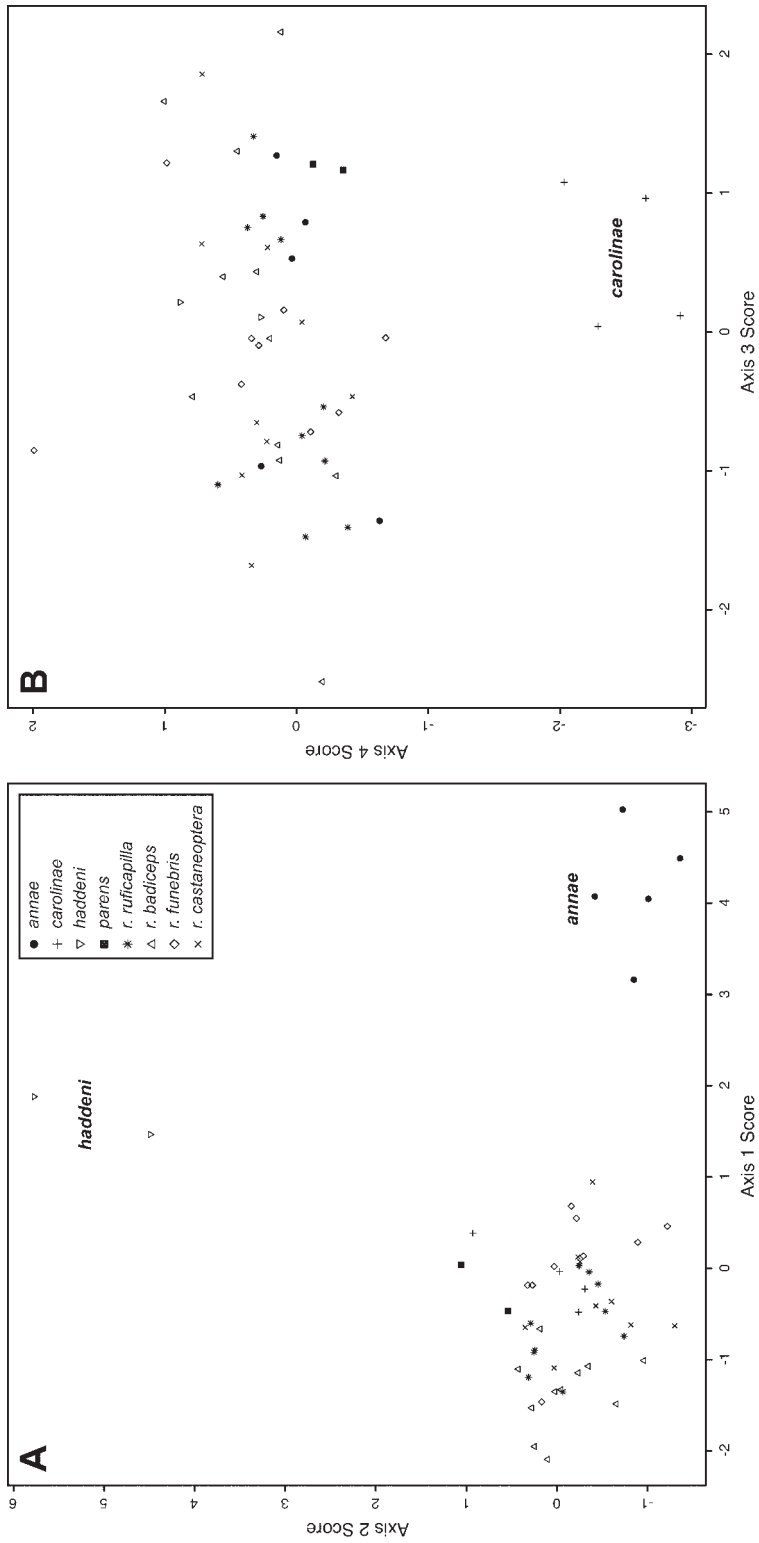 A
6
5
4
3
2
1
0
-1
Axis 2 Score
-2
-1
0
1
2
3
4
5
Axis 1 Score
haddeni
annae
annae
carolinae
haddeni
parens
r. ruficapilla
r. badiceps
r. funebris
r. castaneoptera
B
2
1
0
-1
-2
-3
Axis 4 Score
-2
-1
0
1
2
Axis 3 Score
carolinae